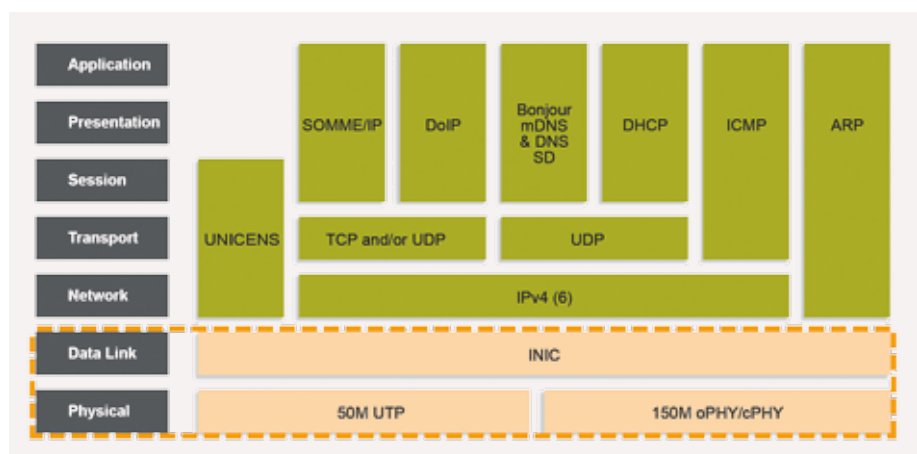 Application
Presentation
Session
Transport
Network
Data Link
Physical
UNICENS
SOMME/IP
DoIP
Bonjour
mDNS
& DNS
SD
DHCP
ICMP
ARP
TCP and/or UDP
UDP
IPv4 (6)
INIC
50M UTP
150M oPHY/cPHY